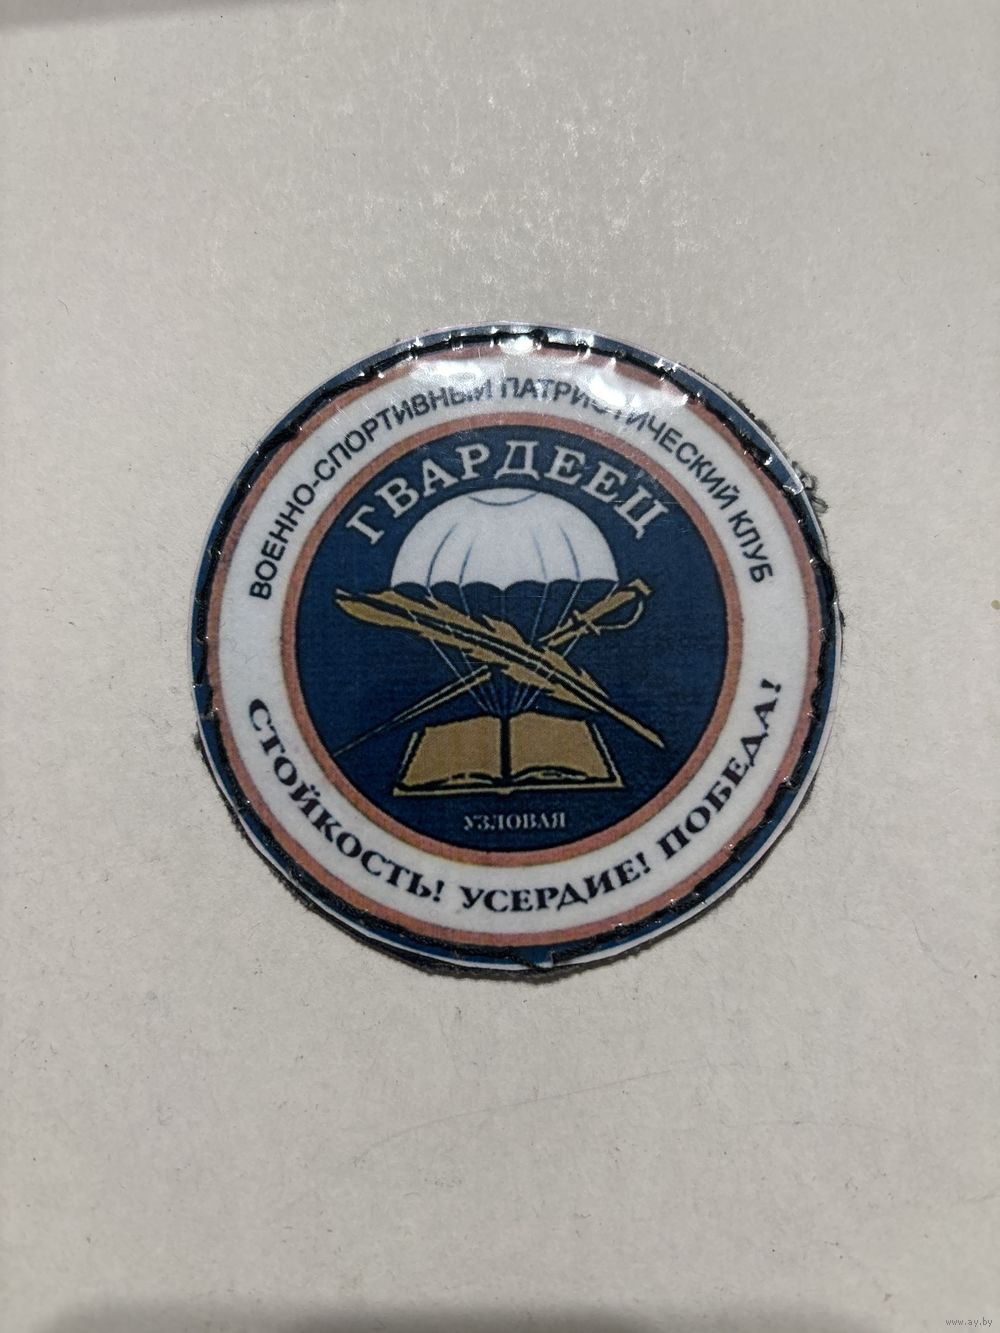 ВОЕННО-СПОРТИВНЫЙ ПАТРИОТИЧЕСКИЙ КЛУБ
ГВАРДЕЕЦ
УЗЛОВАЯ
СТОЙКОСТЬ! УСЕРДИЕ! ПОБЕДА!
www.ay.by